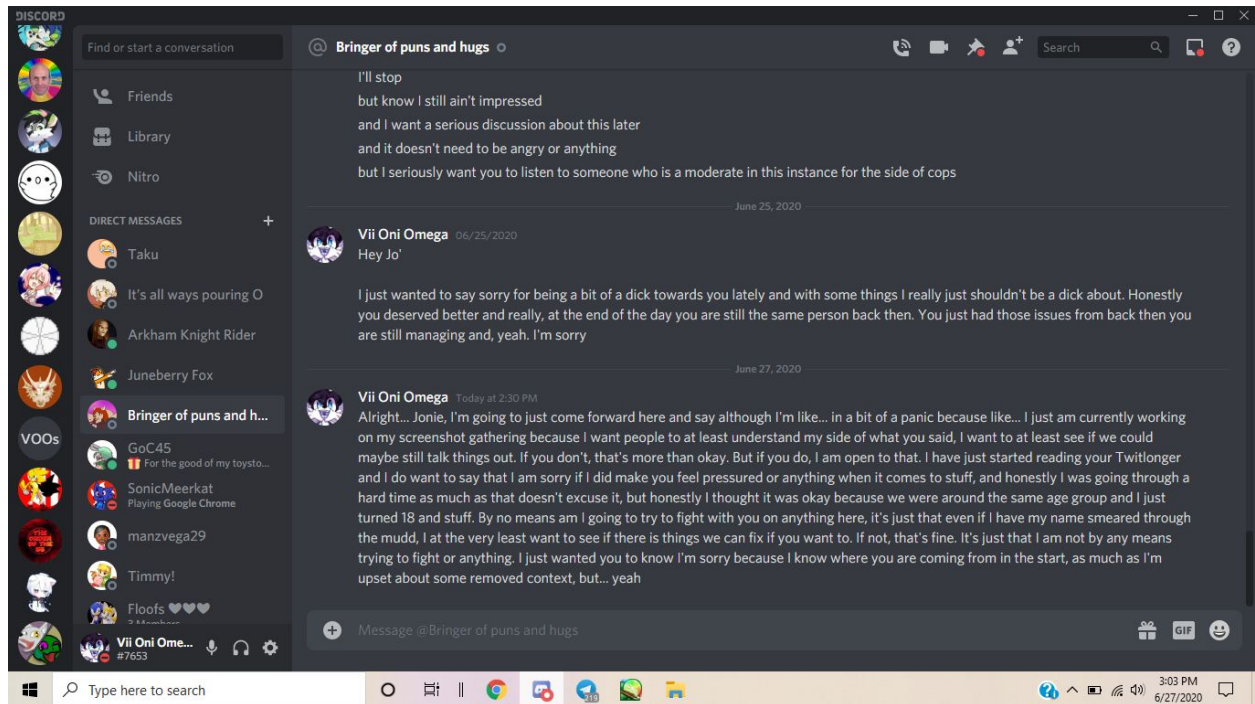 DISCORD
Find or start a conversation
Friends
Library
Nitro
DIRECT MESSAGES
Taku
It's all ways pouring O
Arkham Knight Rider
Juneberry Fox
Bringer of puns and h...
VOOs
GoC45
For the good of my toysto...
SonicMeerkat
Playing Google Chrome
manzvega29
Timmy!
Floofs
3 Members
Vii Oni Ome...
#7653
@ Bringer of puns and hugs
Search
I'll stop
but know I still ain't impressed
and I want a serious discussion about this later
and it doesn't need to be angry or anything
but I seriously want you to listen to someone who is a moderate in this instance for the side of cops
June 25, 2020
Vii Oni Omega 06/25/2020
Hey Jo'
I just wanted to say sorry for being a bit of a dick towards you lately and with some things I really just shouldn't be a dick about. Honestly
you deserved better and really, at the end of the day you are still the same person back then. You just had those issues from back then you
are still managing and, yeah. I'm sorry
June 27, 2020
Vii Oni Omega Today at 2:30 PM
Alright... Jonie, I'm going to just come forward here and say although I'm like... in a bit of a panic because like... I just am currently working
on my screenshot gathering because I want people to at least understand my side of what you said, I want to at least see if we could
maybe still talk things out. If you don't, that's more than okay. But if you do, I am open to that. I have just started reading your Twitlonger
and I do want to say that I am sorry if I did make you feel pressured or anything when it comes to stuff, and honestly I was going through a
hard time as much as that doesn't excuse it, but honestly I thought it was okay because we were around the same age group and I just
turned 18 and stuff. By no means am I going to try to fight with you on anything here, it's just that even if I have my name smeared through
the mudd, I at the very least want to see if there is things we can fix if you want to. If not, that's fine. It's just that I am not by any means
trying to fight or anything. I just wanted you to know I'm sorry because I know where you are coming from in the start, as much as I'm
upset about some removed context, but... yeah
Message @Bringer of puns and hugs
GIF
Type here to search
219
3:03 PM
6/27/2020